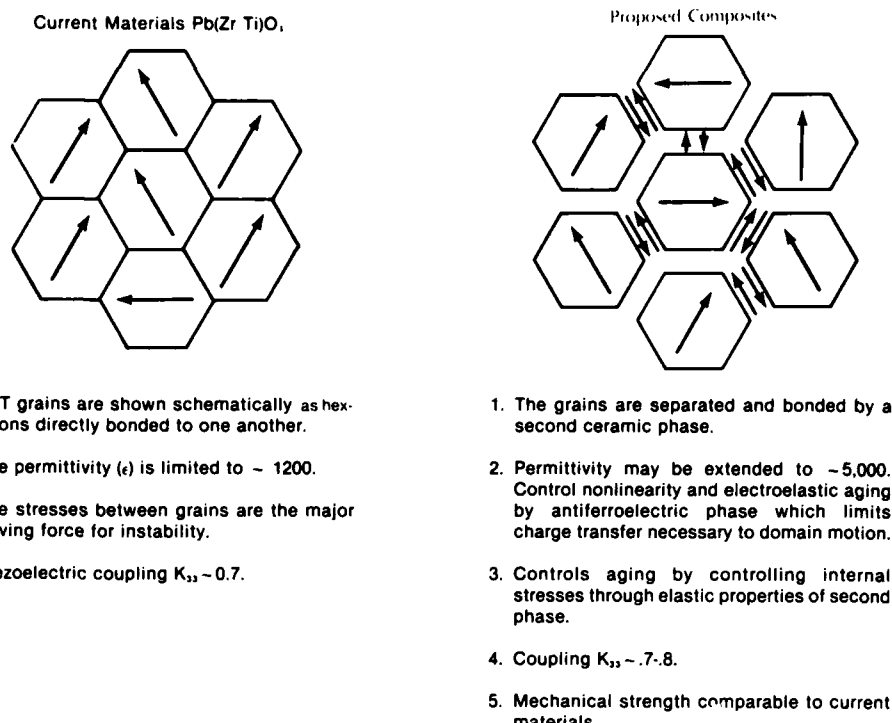 Current Materials Pb(Zr Ti)O₃
T grains are shown schematically as hex-
ons directly bonded to one another.
e permittivity (ε) is limited to ~ 1200.
e stresses between grains are the major
ving force for instability.
zoelectric coupling K₃₃ ~ 0.7.
Proposed Composites
1. The grains are separated and bonded by a
second ceramic phase.
2. Permittivity may be extended to ~5,000.
Control nonlinearity and electroelastic aging
by antiferroelectric phase which limits
charge transfer necessary to domain motion.
3. Controls aging by controlling internal
stresses through elastic properties of second
phase.
4. Coupling K₃₃ ~ .7-.8.
5. Mechanical strength comparable to current
materials